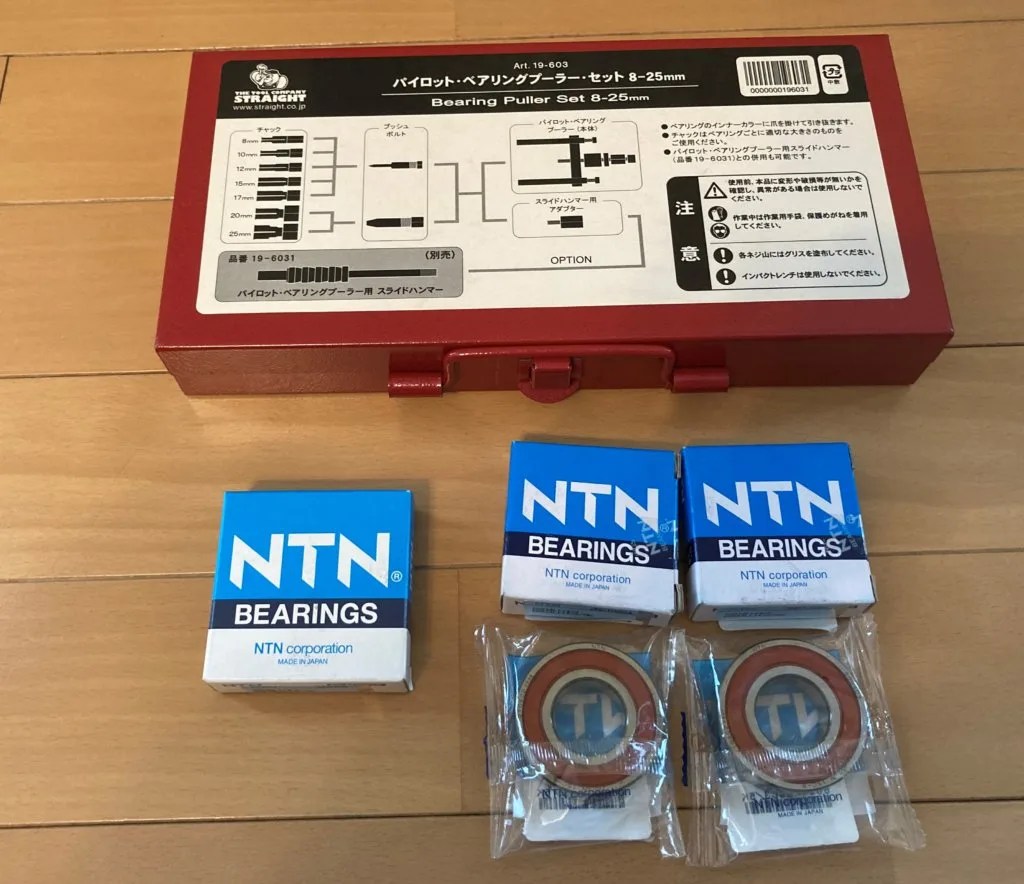 Art. 19-603
パイロット・ベアリングプーラー・セット 8-25mm
Bearing Puller Set 8-25mm
THE TOOL COMPANY
STRAIGHT
www.straight.co.jp
0000000196031
チャック
8mm
10mm
12mm
15mm
17mm
20mm
25mm
プッシュ
ボルト
パイロット・ベアリング
プーラー(本体)
スライドハンマー用
アダプター
OPTION
品番 19-6031
(別売)
パイロット・ベアリングプーラー用 スライドハンマー
● ベアリングのインナーカラーに爪を掛けて引き抜きます。
● チャックはベアリングごとに適切な大きさのものを
ご使用ください。
● パイロット・ベアリングプーラー用スライドハンマー
(品番19-6031)との併用も可能です。
注意
使用前、本品に変形や破損等が無いかを
確認し、異常がある場合は使用しないで
ください。
作業中は作業用手袋、保護めがねを着用
してください。
各ネジ山にはグリスを塗布してください。
インパクトレンチは使用しないでください。
NTN®
BEARINGS
NTN corporation
MADE IN JAPAN
NTN
BEARINGS
NTN corporation
MADE IN JAPAN
NTN
BEARINGS
NTN corporation
MADE IN JAPAN
NTN corporation
NTN corporation
MADE IN JAPAN